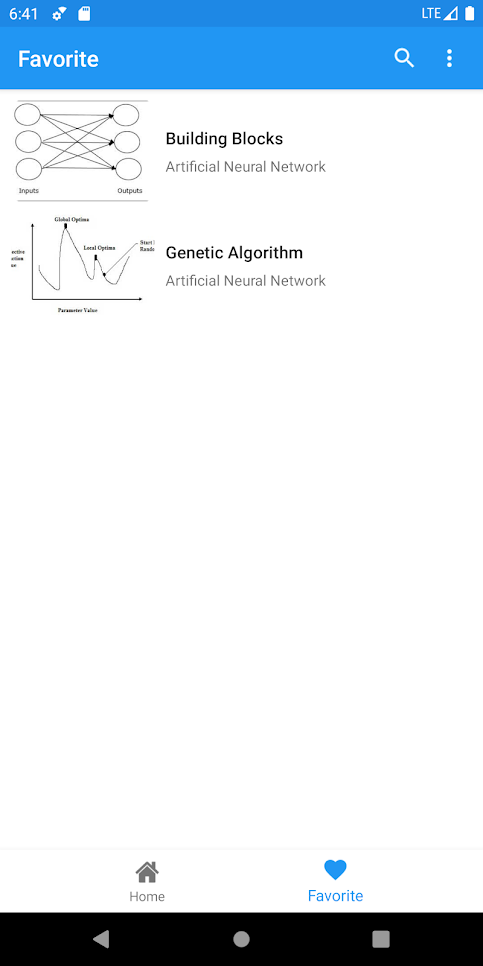 6:41
LTE
Favorite
Inputs
Outputs
Building Blocks
Artificial Neural Network
Global Optima
Local Optima
Start
Rando
ective
ction
ue.
Parameter Value
Genetic Algorithm
Artificial Neural Network
Home
Favorite